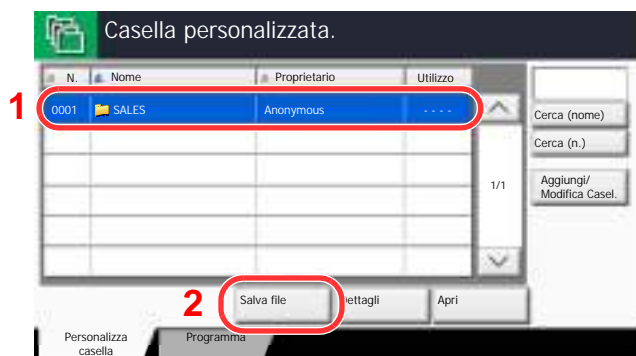 Casella personalizzata.
N. Nome Proprietario Utilizzo
1 0001 SALES Anonymous - - - -
Cerca (nome)
Cerca (n.)
1/1
Aggiungi/
Modifica Casel.
2 Salva file Dettagli Apri
Personalizza
casella
Programma